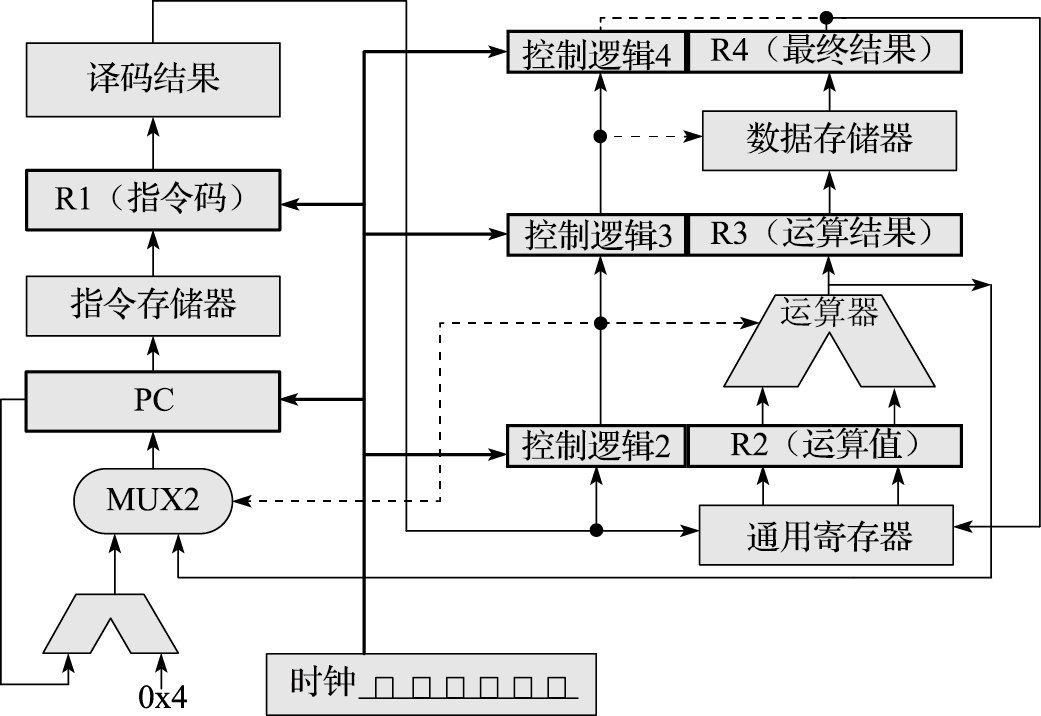 译码结果
R1（指令码）
指令存储器
PC
MUX2
0x4
时钟
控制逻辑4
R4（最终结果）
数据存储器
控制逻辑3
R3（运算结果）
运算器
控制逻辑2
R2（运算值）
通用寄存器